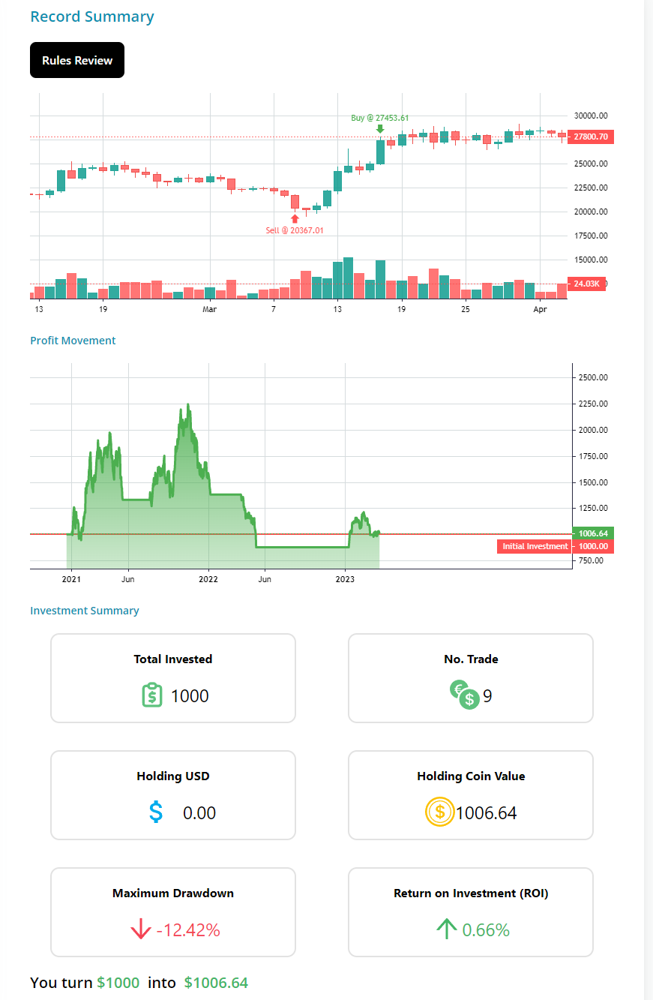 Record Summary
Rules Review
Buy @ 27453.61
30000.00
27800.70
25000.00
22500.00
20000.00
Sell @ 20367.01
17500.00
15000.00
24.03K
13 19 Mar 7 13 19 25 Apr
Profit Movement
2500.00
2250.00
2000.00
1750.00
1500.00
1250.00
1006.64
Initial Investment 1000.00
750.00
2021 Jun 2022 Jun 2023
Investment Summary
Total Invested
1000
No. Trade
9
Holding USD
0.00
Holding Coin Value
1006.64
Maximum Drawdown
-12.42%
Return on Investment (ROI)
0.66%
You turn $1000 into $1006.64